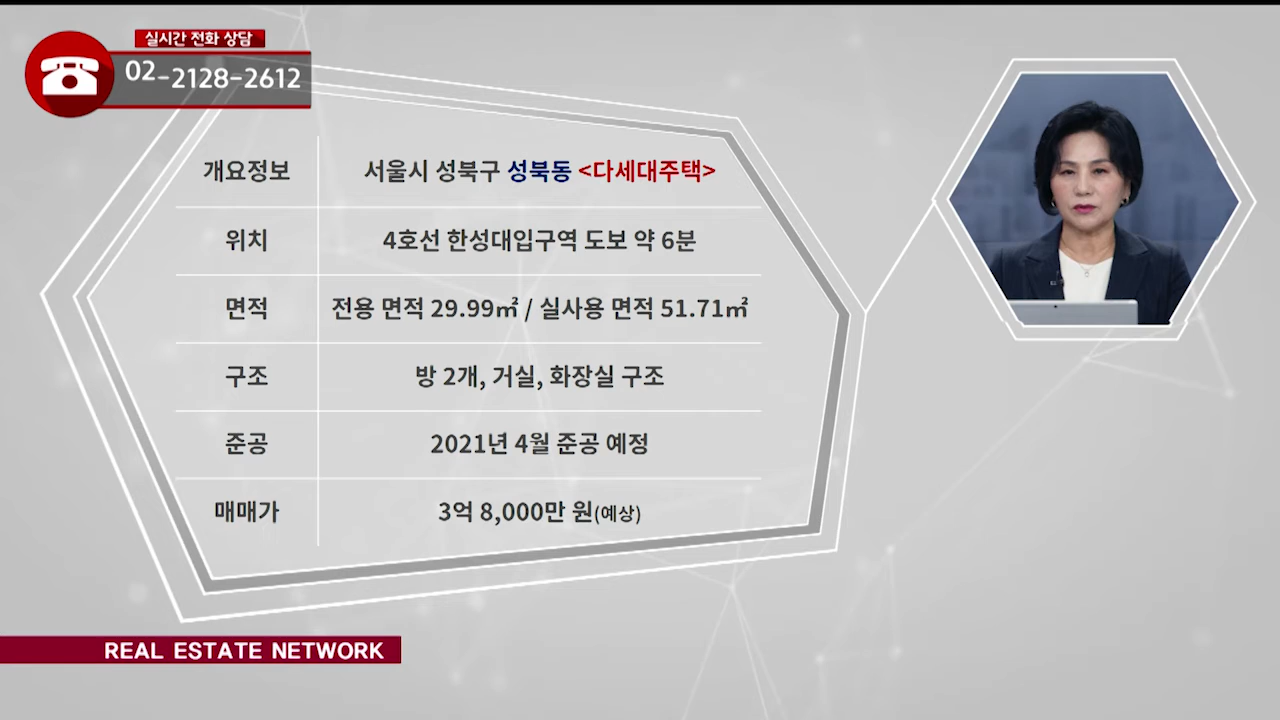 실시간 전화 상담
02-2128-2612
개요정보 서울시 성북구 성북동 <다세대주택>
위치 4호선 한성대입구역 도보 약 6분
면적 전용 면적 29.99㎡ / 실사용 면적 51.71㎡
구조 방 2개, 거실, 화장실 구조
준공 2021년 4월 준공 예정
매매가 3억 8,000만 원(예상)
REAL ESTATE NETWORK